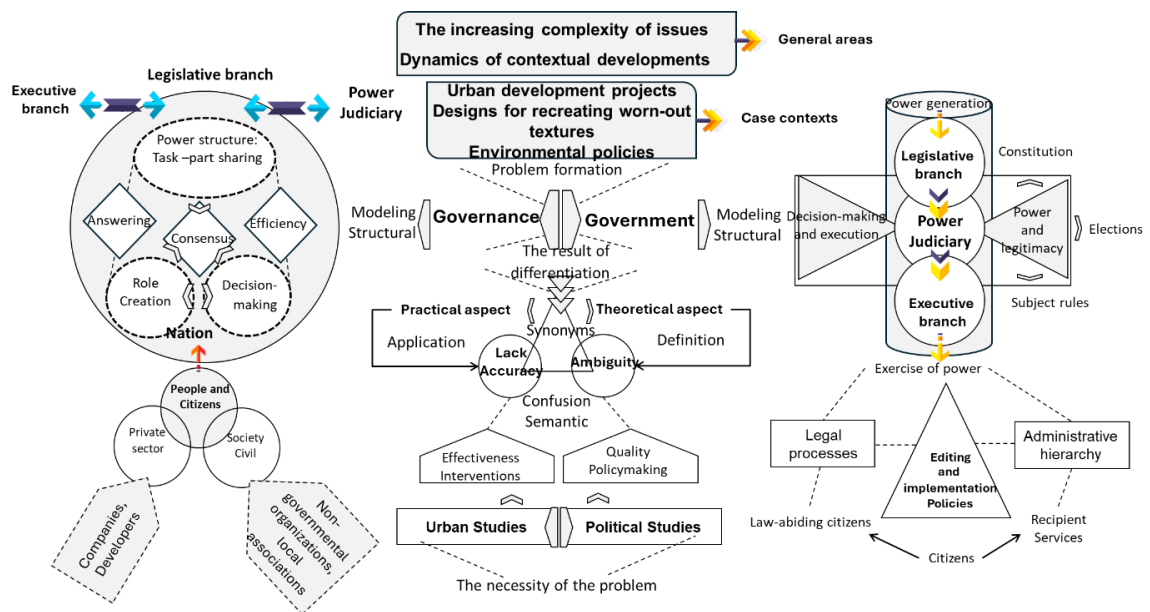 The increasing complexity of issues
Dynamics of contextual developments
General areas
Urban development projects
Designs for recreating worn-out
textures
Environmental policies
Case contexts
Problem formation
Legislative branch
Executive
branch
Power
Judiciary
Power structure:
Task –part sharing
Answering
Efficiency
Consensus
Role
Creation
Decision-
making
Nation
People and
Citizens
Private
sector
Society
Civil
Companies,
Developers
Non-
governmental
organizations,
local
associations
Modeling
Structural
Governance
Government
Modeling
Structural
The result of
differentiation
Practical aspect
Theoretical aspect
Synonyms
Application
Definition
Lack
Accuracy
Ambiguity
Confusion
Semantic
Effectiveness
Interventions
Quality
Policymaking
Urban Studies
Political Studies
The necessity of the problem
Power generation
Legislative
branch
Constitution
Decision-making
and execution
Power
Judiciary
Power
and
legitimacy
Elections
Executive
branch
Subject rules
Exercise of power
Legal
processes
Administrative
hierarchy
Editing
and
implementation
Policies
Law-abiding citizens
Recipient
Services
Citizens